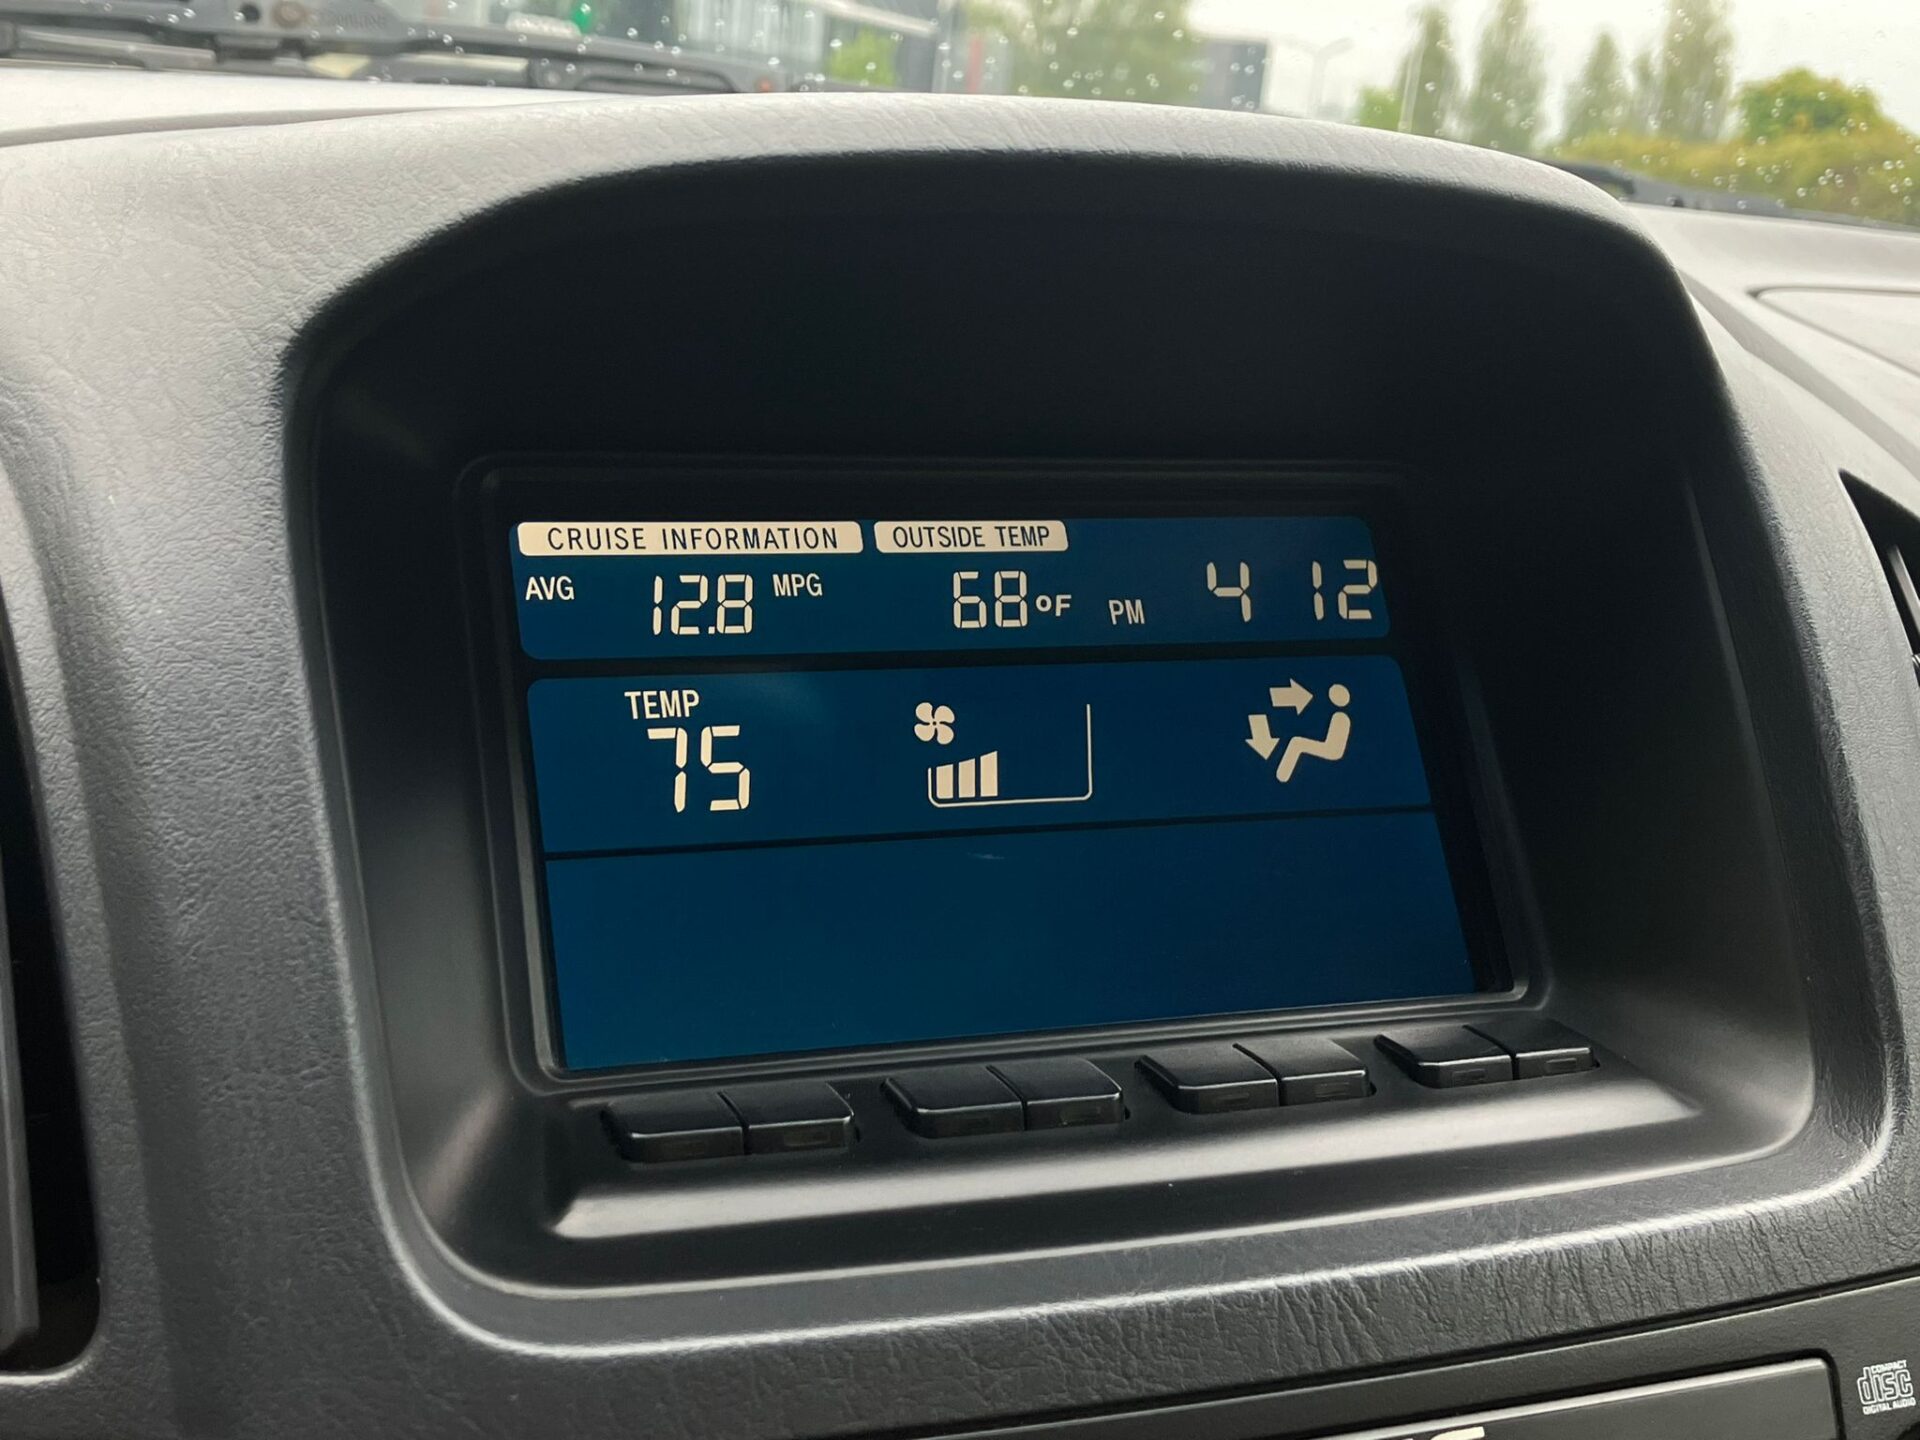 CRUISE INFORMATION OUTSIDE TEMP
AVG 12.8 MPG 68°F PM 4 12
TEMP
75
COMPACT
disc
DIGITAL AUDIO